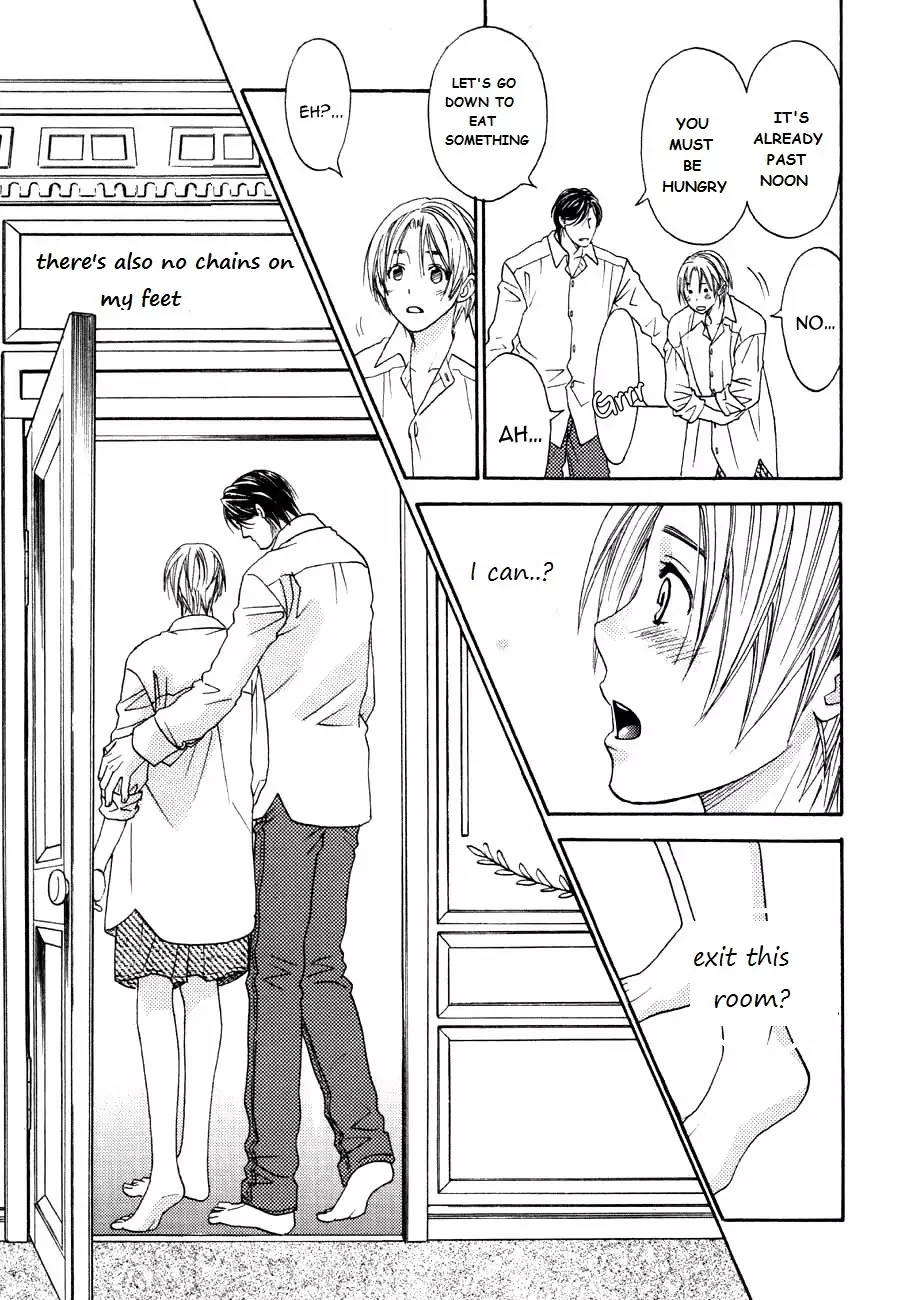 IT'S
ALREADY
PAST
NOON
YOU
MUST
BE
HUNGRY
NO...
Grrr
AH...
LET'S GO
DOWN TO
EAT
SOMETHING
EH?...
I can..?
exit this
room?
there's also no chains on
my feet